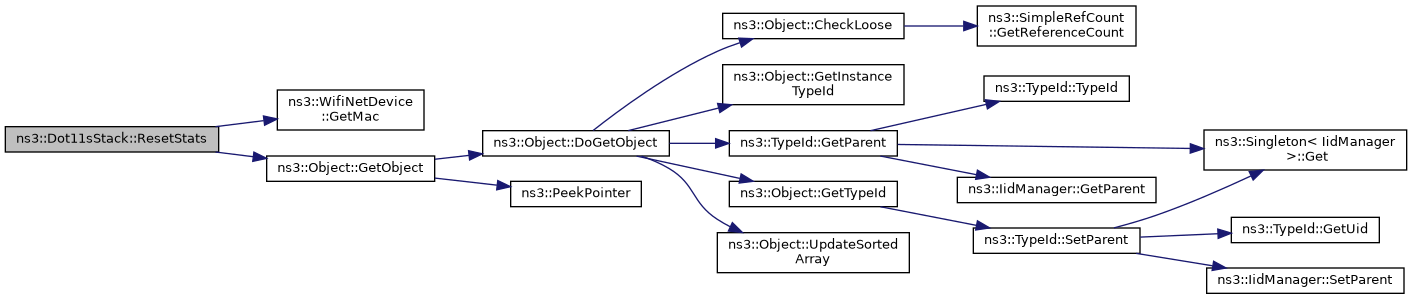 ns3::Dot11sStack::ResetStats
ns3::WifiNetDevice
::GetMac
ns3::Object::GetObject
ns3::Object::DoGetObject
ns3::PeekPointer
ns3::Object::CheckLoose
ns3::Object::GetInstance
TypeId
ns3::TypeId::GetParent
ns3::Object::GetTypeId
ns3::Object::UpdateSorted
Array
ns3::SimpleRefCount
::GetReferenceCount
ns3::TypeId::TypeId
ns3::IidManager::GetParent
ns3::TypeId::SetParent
ns3::Singleton< IidManager
>::Get
ns3::TypeId::GetUid
ns3::IidManager::SetParent